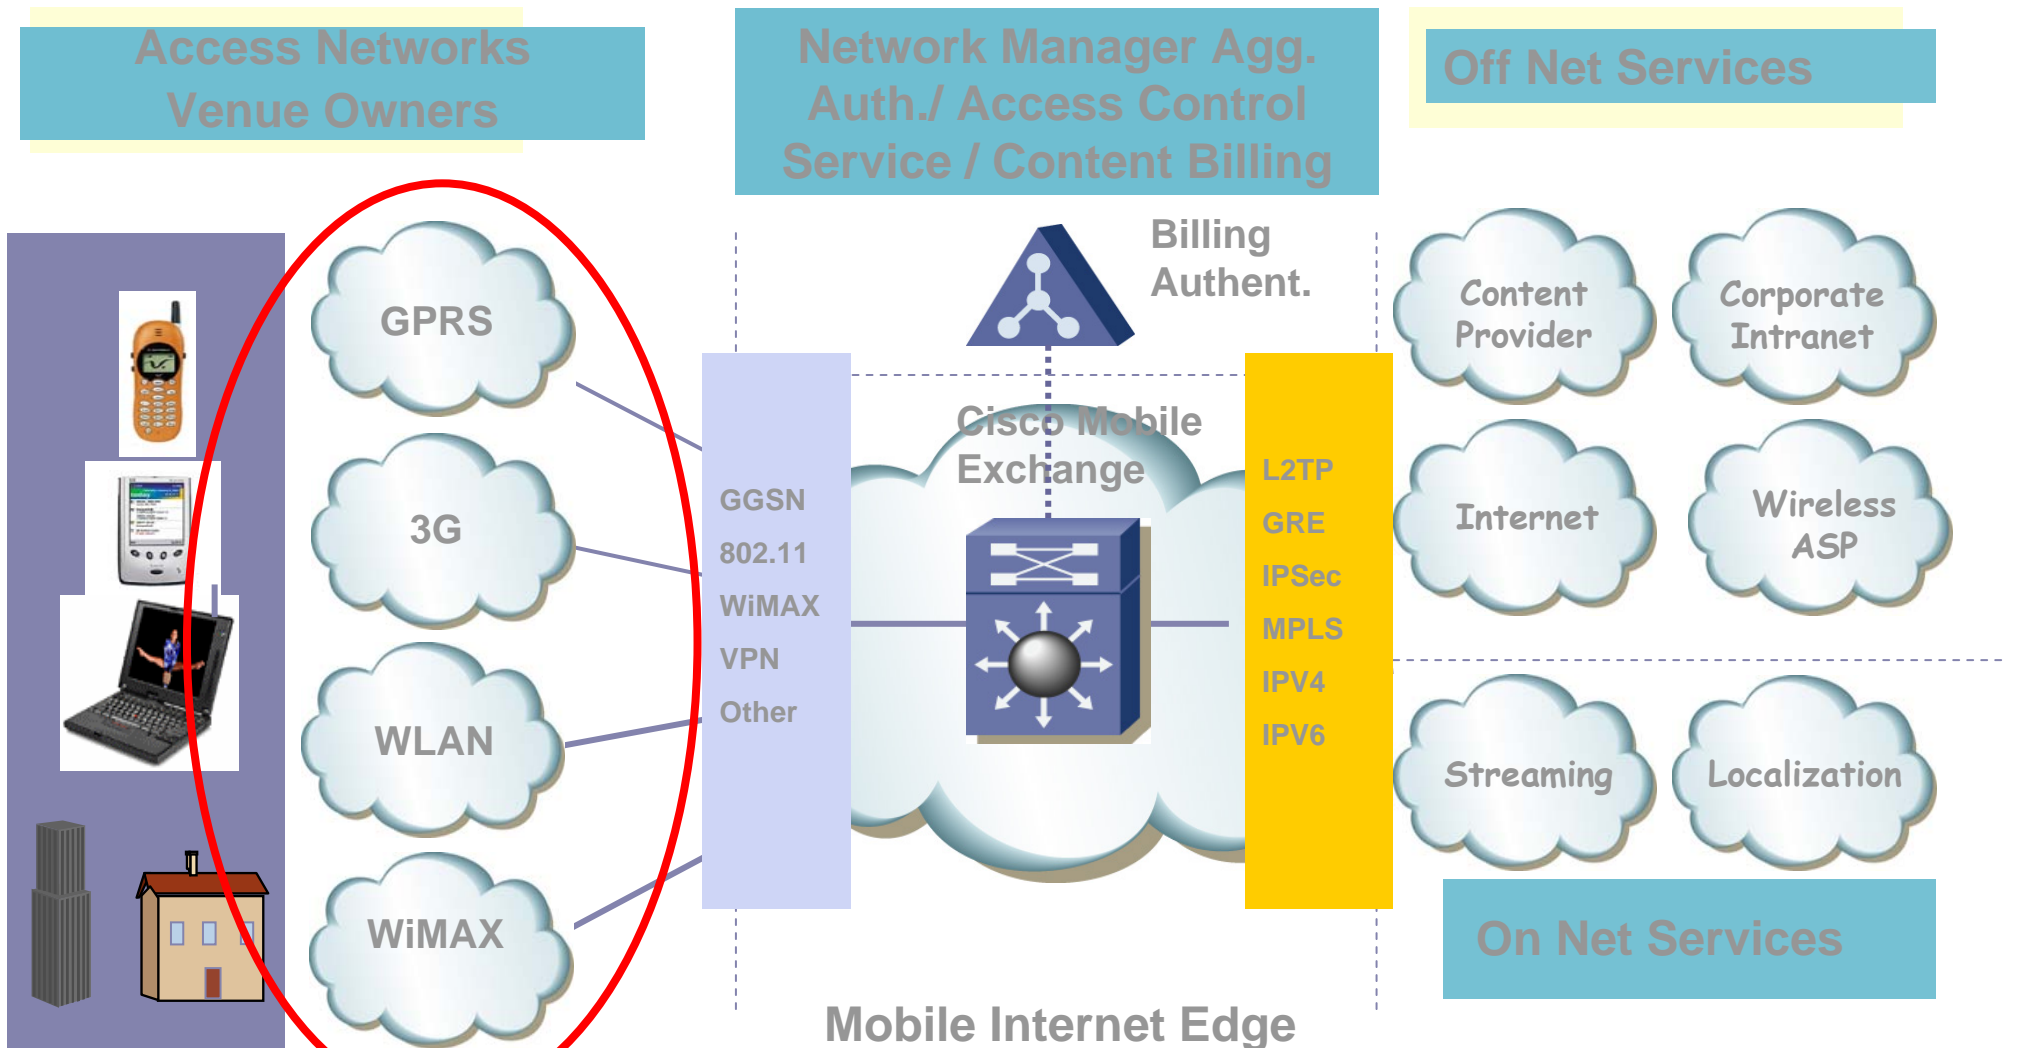 Access Networks
Venue Owners
Network Manager Agg.
Auth./ Access Control
Service / Content Billing
Off Net Services
GPRS
3G
WLAN
WiMAX
Billing
Authent.
Cisco Mobile
Exchange
GGSN
802.11
WiMAX
VPN
Other
L2TP
GRE
IPSec
MPLS
IPV4
IPV6
Content
Provider
Corporate
Intranet
Internet
Wireless
ASP
Streaming
Localization
On Net Services
Mobile Internet Edge